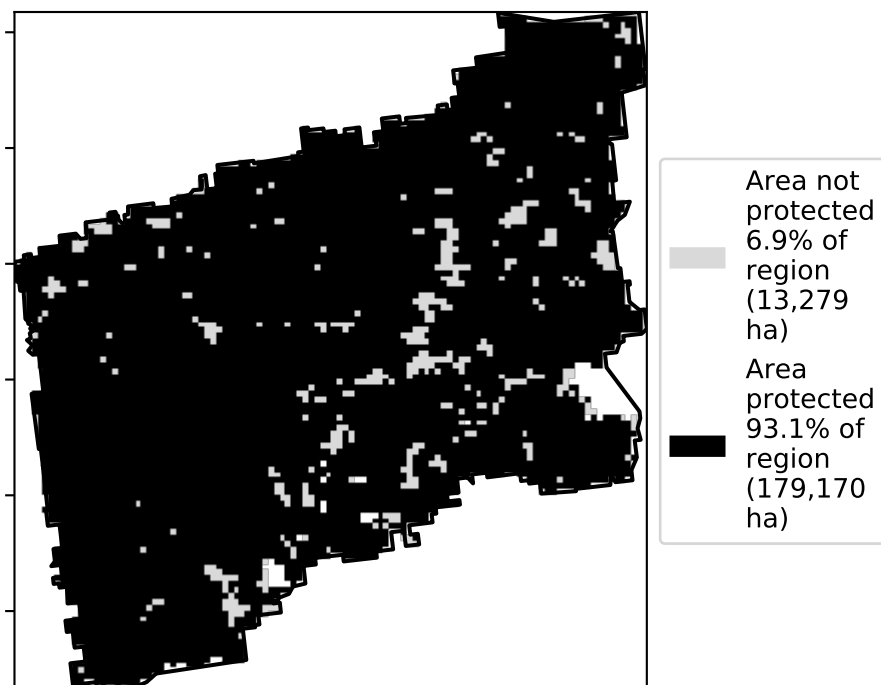 Area not
protected
6.9% of
region
(13,279
ha)
Area
protected
93.1% of
region
(179,170
ha)